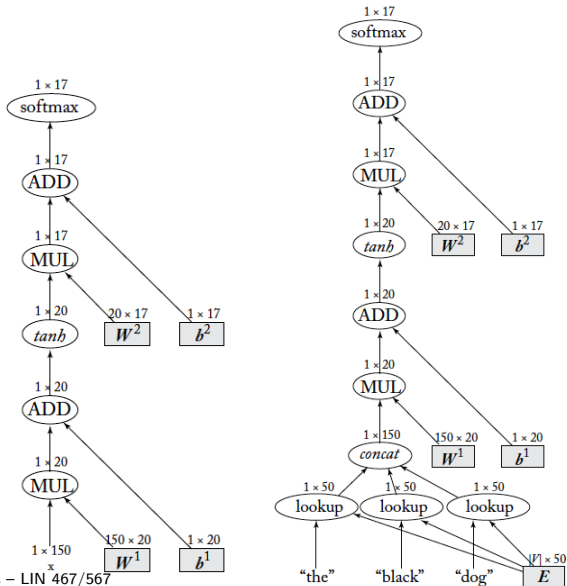 1 × 17
softmax
1 × 17
ADD
1 × 17
MUL
1 × 20
tanh
20 × 17
W²
1 × 17
b²
1 × 20
ADD
1 × 20
MUL
150 × 20
W¹
1 × 20
b¹
1 × 150
x
– LIN 467/567
1 × 17
softmax
1 × 17
ADD
1 × 17
MUL
1 × 20
tanh
20 × 17
W²
1 × 17
b²
1 × 20
ADD
1 × 20
MUL
1 × 150
concat
150 × 20
W¹
1 × 20
b¹
1 × 50 1 × 50 1 × 50
lookup lookup lookup
|V| × 50
“the” “black” “dog” E